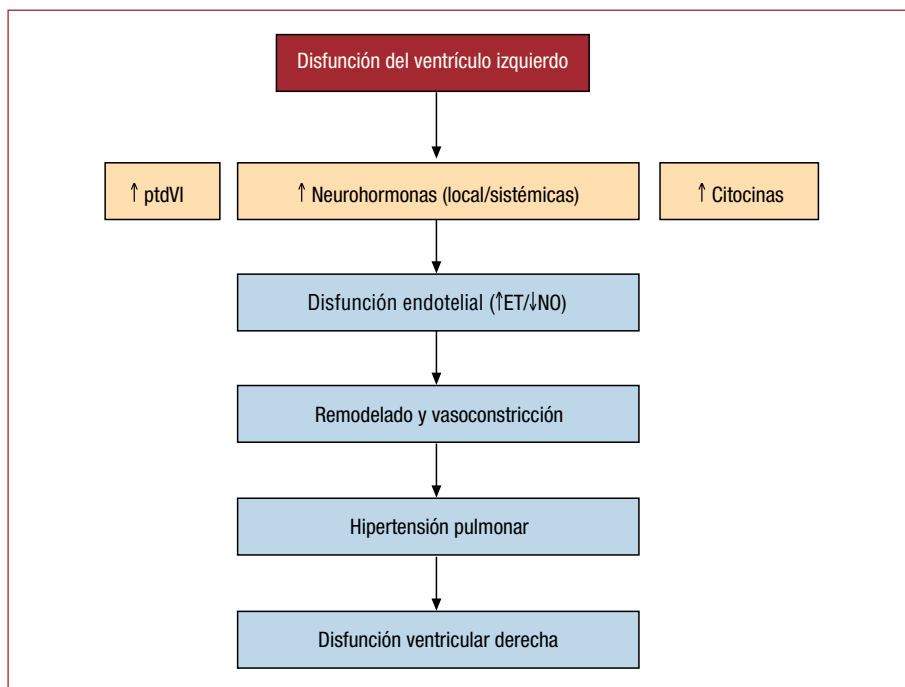 Disfunción del ventrículo izquierdo
↑ ptdVI
↑ Neurohormonas (local/sistémicas)
↑ Citocinas
Disfunción endotelial (↑ET/↓NO)
Remodelado y vasoconstricción
Hipertensión pulmonar
Disfunción ventricular derecha